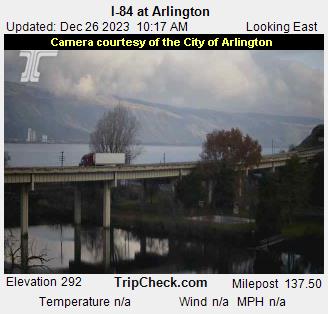 I-84 at Arlington
Updated: Dec 26 2023 10:17 AM Looking East
Camera courtesy of the City of Arlington
Elevation 292 TripCheck.com Milepost 137.50
Temperature n/a Wind n/a MPH n/a